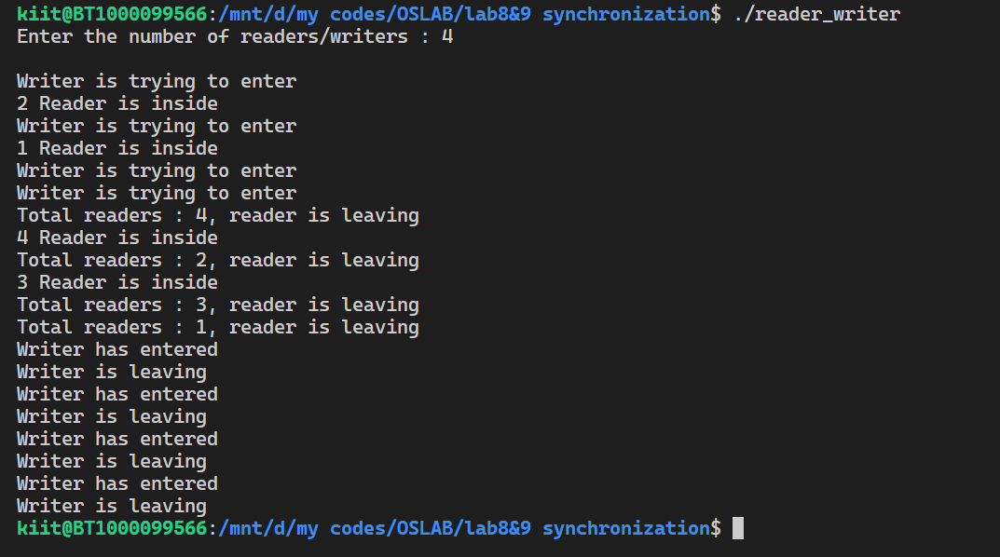 kiit@BT1000099566:/mnt/d/my codes/OSLAB/lab8&9 synchronization$ ./reader_writer
Enter the number of readers/writers : 4
Writer is trying to enter
2 Reader is inside
Writer is trying to enter
1 Reader is inside
Writer is trying to enter
Writer is trying to enter
Total readers : 4, reader is leaving
4 Reader is inside
Total readers : 2, reader is leaving
3 Reader is inside
Total readers : 3, reader is leaving
Total readers : 1, reader is leaving
Writer has entered
Writer is leaving
Writer has entered
Writer is leaving
Writer has entered
Writer is leaving
Writer has entered
Writer is leaving
kiit@BT1000099566:/mnt/d/my codes/OSLAB/lab8&9 synchronization$